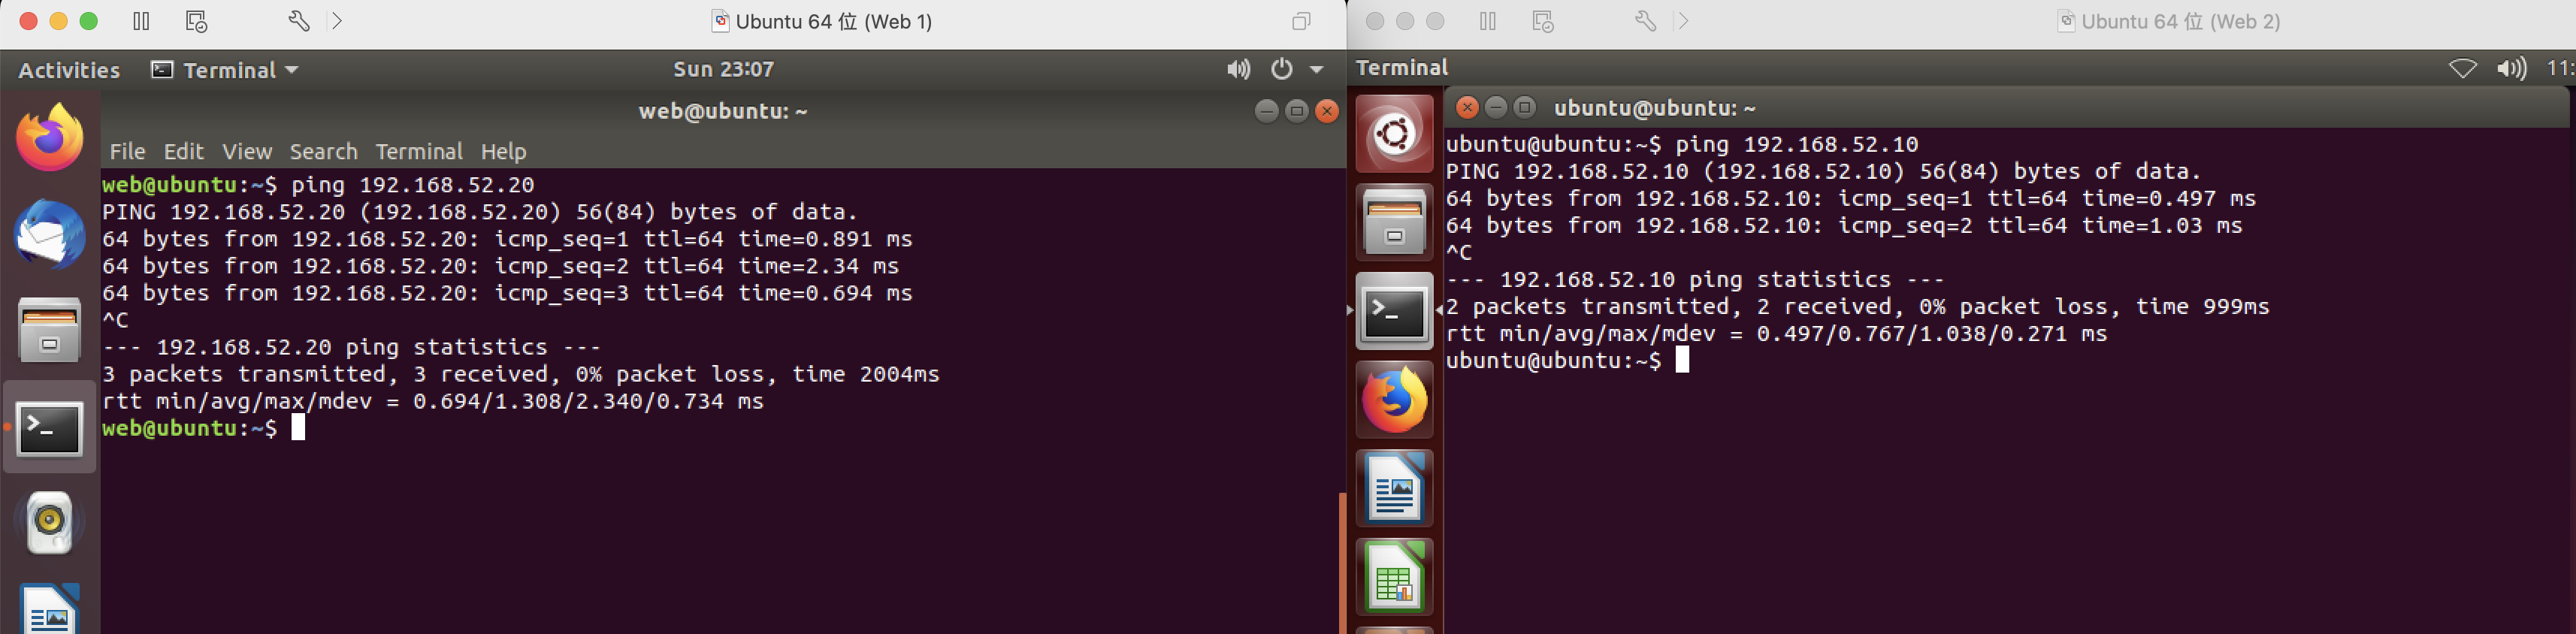 Ubuntu 64 位 (Web 1)
Activities Terminal Sun 23:07
web@ubuntu: ~
File Edit View Search Terminal Help
web@ubuntu:~$ ping 192.168.52.20
PING 192.168.52.20 (192.168.52.20) 56(84) bytes of data.
64 bytes from 192.168.52.20: icmp_seq=1 ttl=64 time=0.891 ms
64 bytes from 192.168.52.20: icmp_seq=2 ttl=64 time=2.34 ms
64 bytes from 192.168.52.20: icmp_seq=3 ttl=64 time=0.694 ms
^C
--- 192.168.52.20 ping statistics ---
3 packets transmitted, 3 received, 0% packet loss, time 2004ms
rtt min/avg/max/mdev = 0.694/1.308/2.340/0.734 ms
web@ubuntu:~$
Ubuntu 64 位 (Web 2)
Terminal 11:
ubuntu@ubuntu: ~
ubuntu@ubuntu:~$ ping 192.168.52.10
PING 192.168.52.10 (192.168.52.10) 56(84) bytes of data.
64 bytes from 192.168.52.10: icmp_seq=1 ttl=64 time=0.497 ms
64 bytes from 192.168.52.10: icmp_seq=2 ttl=64 time=1.03 ms
^C
--- 192.168.52.10 ping statistics ---
2 packets transmitted, 2 received, 0% packet loss, time 999ms
rtt min/avg/max/mdev = 0.497/0.767/1.038/0.271 ms
ubuntu@ubuntu:~$